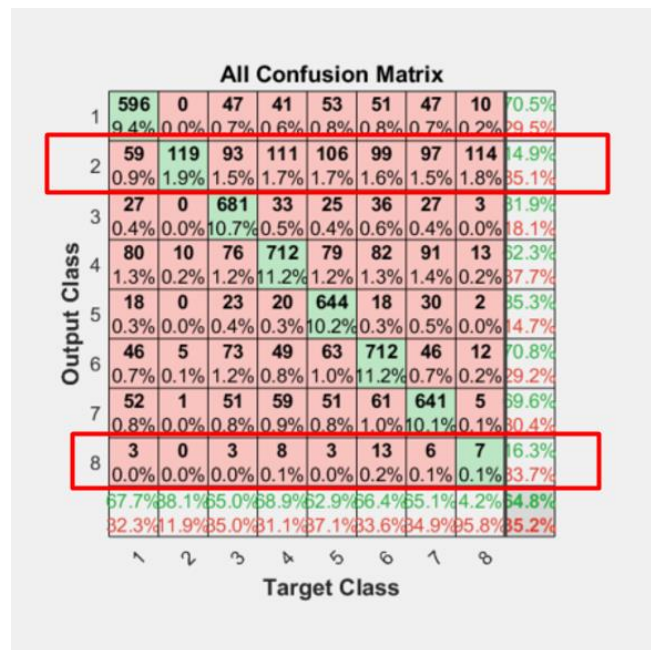 All Confusion Matrix
1 596 0 47 41 53 51 47 10 70.5%
9.4% 0.0% 0.7% 0.6% 0.8% 0.8% 0.7% 0.2% 29.5%
2 59 119 93 111 106 99 97 114 14.9%
0.9% 1.9% 1.5% 1.7% 1.7% 1.6% 1.5% 1.8% 85.1%
3 27 0 681 33 25 36 27 3 81.9%
0.4% 0.0% 10.7% 0.5% 0.4% 0.6% 0.4% 0.0% 18.1%
4 80 10 76 712 79 82 91 13 62.3%
1.3% 0.2% 1.2% 11.2% 1.2% 1.3% 1.4% 0.2% 37.7%
5 18 0 23 20 644 18 30 2 85.3%
0.3% 0.0% 0.4% 0.3% 10.2% 0.3% 0.5% 0.0% 14.7%
6 46 5 73 49 63 712 46 12 70.8%
0.7% 0.1% 1.2% 0.8% 1.0% 11.2% 0.7% 0.2% 29.2%
7 52 1 51 59 51 61 641 5 69.6%
0.8% 0.0% 0.8% 0.9% 0.8% 1.0% 10.1% 0.1% 30.4%
8 3 0 3 8 3 13 6 7 16.3%
0.0% 0.0% 0.0% 0.1% 0.0% 0.2% 0.1% 0.1% 83.7%
67.7% 88.1% 65.0% 68.9% 62.9% 66.4% 65.1% 4.2% 64.8%
32.3% 11.9% 35.0% 31.1% 37.1% 33.6% 34.9% 95.8% 35.2%
1 2 3 4 5 6 7 8
Target Class
Output Class